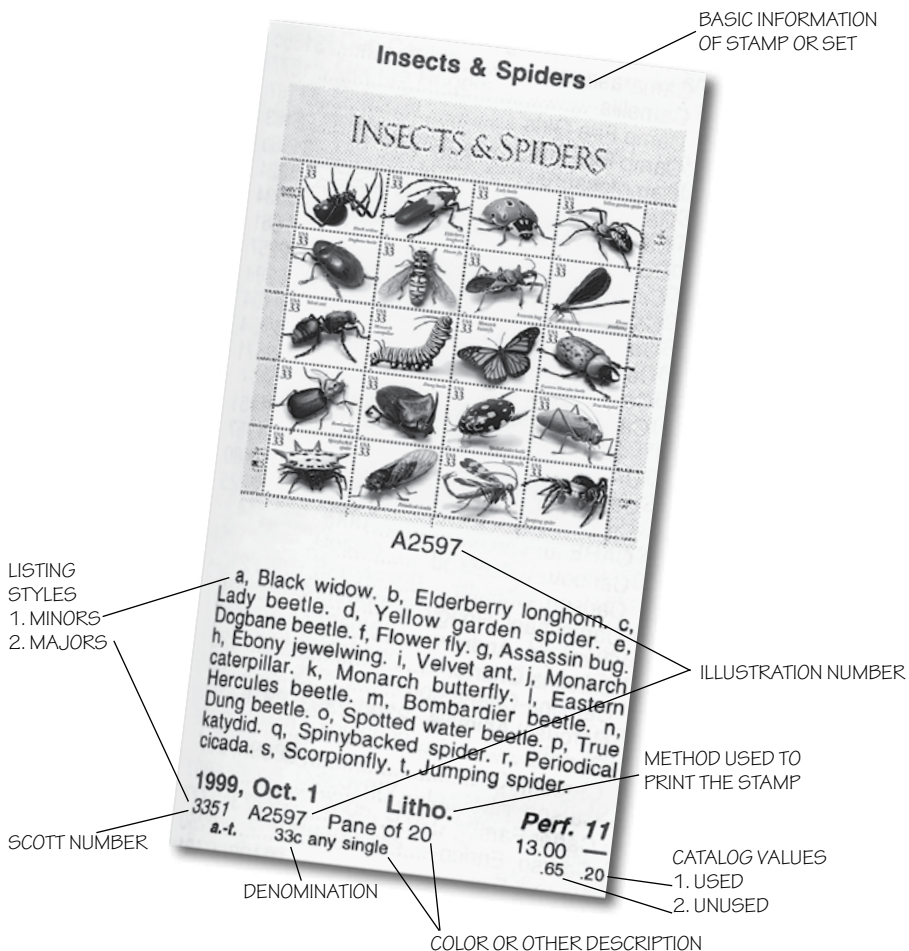 BASIC INFORMATION
OF STAMP OR SET
Insects & Spiders
INSECTS & SPIDERS
A2597
LISTING
STYLES
1. MINORS
2. MAJORS
a, Black widow. b, Elderberry longhorn. c,
Lady beetle. d, Yellow garden spider. e,
Dogbane beetle. f, Flower fly. g, Assassin bug.
h, Ebony jewelwing. i, Velvet ant. j, Monarch
caterpillar. k, Monarch butterfly. l, Eastern
Hercules beetle. m, Bombardier beetle. n,
Dung beetle. o, Spotted water beetle. p, True
katydid. q, Spinybacked spider. r, Periodical
cicada. s, Scorpionfly. t, Jumping spider.
ILLUSTRATION NUMBER
METHOD USED TO
PRINT THE STAMP
1999, Oct. 1 Litho. Perf. 11
3351 A2597 Pane of 20 13.00 —
a.-t. 33c any single .65 .20
SCOTT NUMBER
DENOMINATION
CATALOG VALUES
1. USED
2. UNUSED
COLOR OR OTHER DESCRIPTION